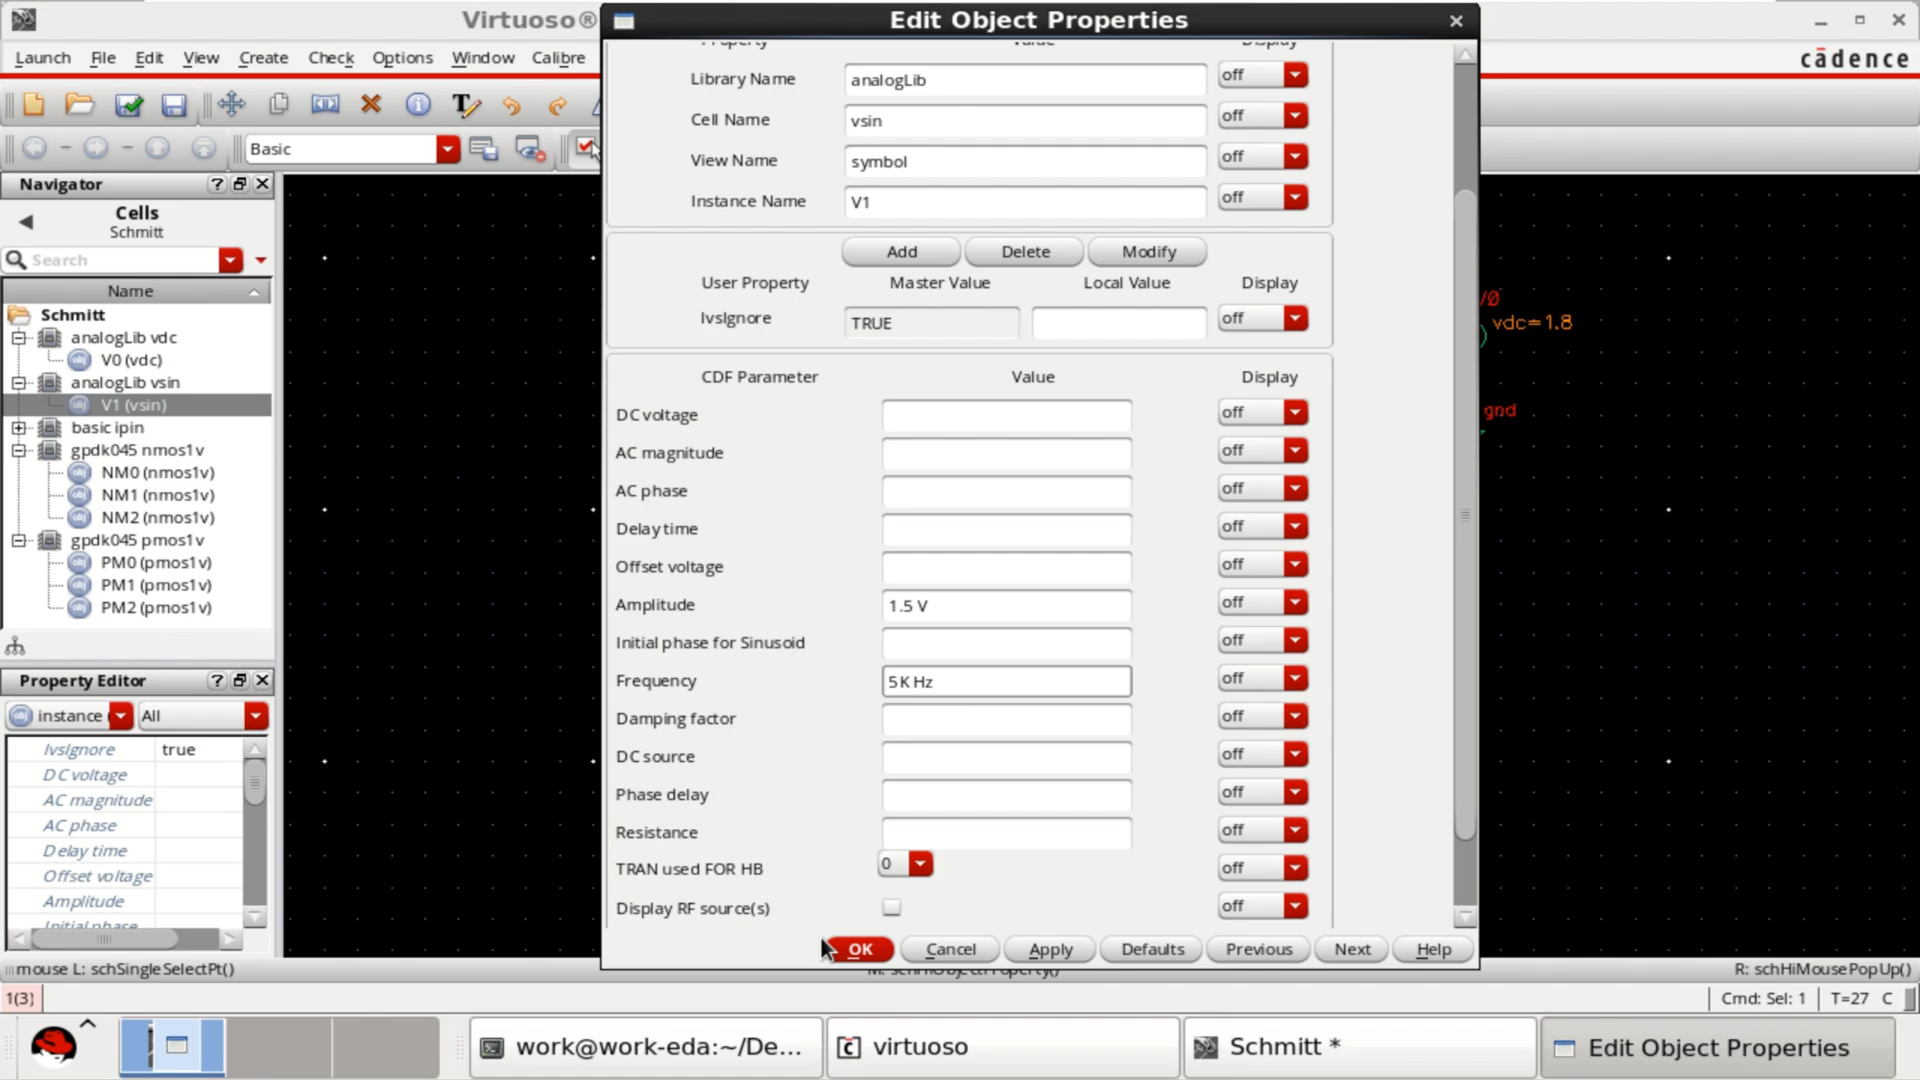 Virtuoso®
Edit Object Properties
Launch File Edit View Create Check Options Window Calibre
cādence
Basic
Navigator
Cells
Schmitt
Search
Name
Schmitt
analogLib vdc
V0 (vdc)
analogLib vsin
V1 (vsin)
basic ipin
gpdk045 nmos1v
NM0 (nmos1v)
NM1 (nmos1v)
NM2 (nmos1v)
gpdk045 pmos1v
PM0 (pmos1v)
PM1 (pmos1v)
PM2 (pmos1v)
Property Editor
instance All
lvsIgnore true
DC voltage
AC magnitude
AC phase
Delay time
Offset voltage
Amplitude
Initial phase
Property Value Display
Library Name analogLib off
Cell Name vsin off
View Name symbol off
Instance Name V1 off
Add Delete Modify
User Property Master Value Local Value Display
lvsIgnore TRUE off
CDF Parameter Value Display
DC voltage off
AC magnitude off
AC phase off
Delay time off
Offset voltage off
Amplitude 1.5 V off
Initial phase for Sinusoid off
Frequency 5K Hz off
Damping factor off
DC source off
Phase delay off
Resistance off
TRAN used FOR HB 0 off
Display RF source(s) off
OK Cancel Apply Defaults Previous Next Help
/0
vdc=1.8
gnd
mouse L: schSingleSelectPt()
R: schHiMousePopUp()
1(3)
Cmd: Sel: 1 T=27 C
work@work-eda:~/De... virtuoso Schmitt * Edit Object Properties